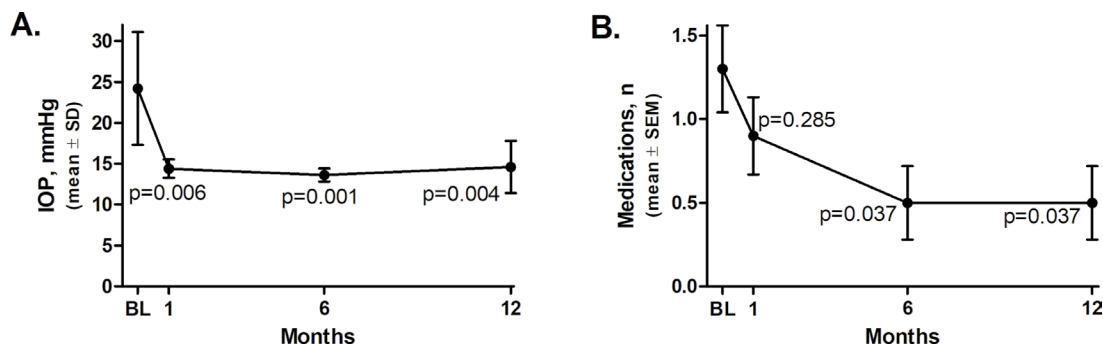 A.
IOP, mmHg
(mean ± SD)
30
25
20
15
10
5
0
p=0.006
p=0.001
p=0.004
BL 1 6 12
Months
B.
Medications, n
(mean ± SEM)
1.5
1.0
0.5
0.0
p=0.285
p=0.037
p=0.037
BL 1 6 12
Months